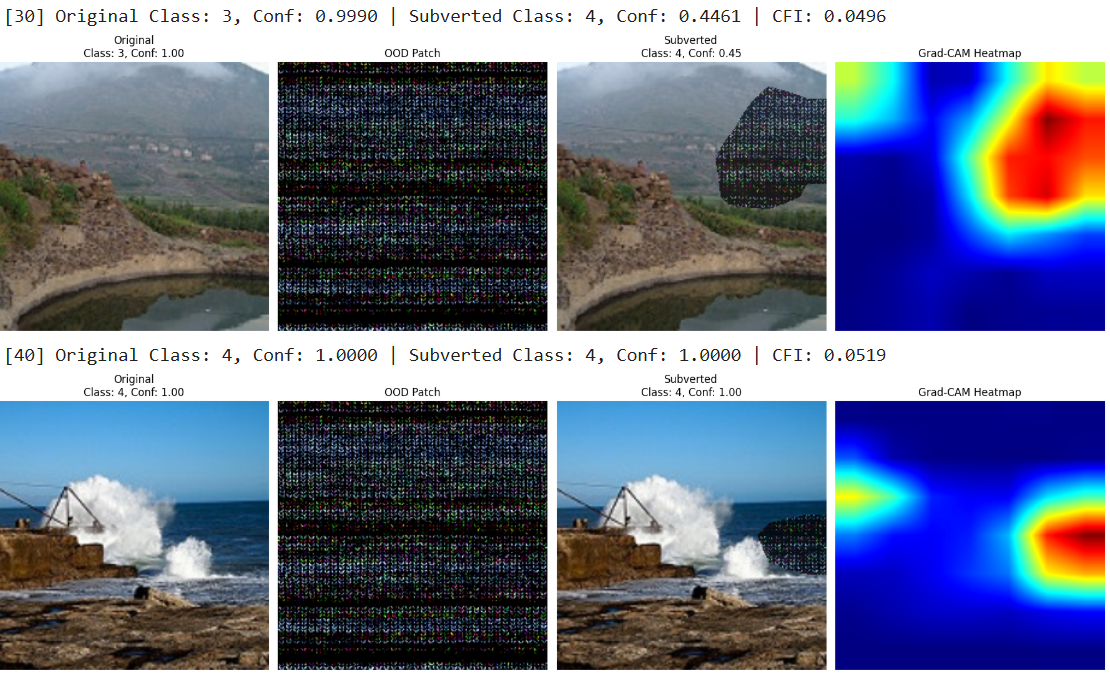 [30] Original Class: 3, Conf: 0.9990 | Subverted Class: 4, Conf: 0.4461 | CFI: 0.0496
Original
Class: 3, Conf: 1.00
OOD Patch
Subverted
Class: 4, Conf: 0.45
Grad-CAM Heatmap
[40] Original Class: 4, Conf: 1.0000 | Subverted Class: 4, Conf: 1.0000 | CFI: 0.0519
Original
Class: 4, Conf: 1.00
OOD Patch
Subverted
Class: 4, Conf: 1.00
Grad-CAM Heatmap